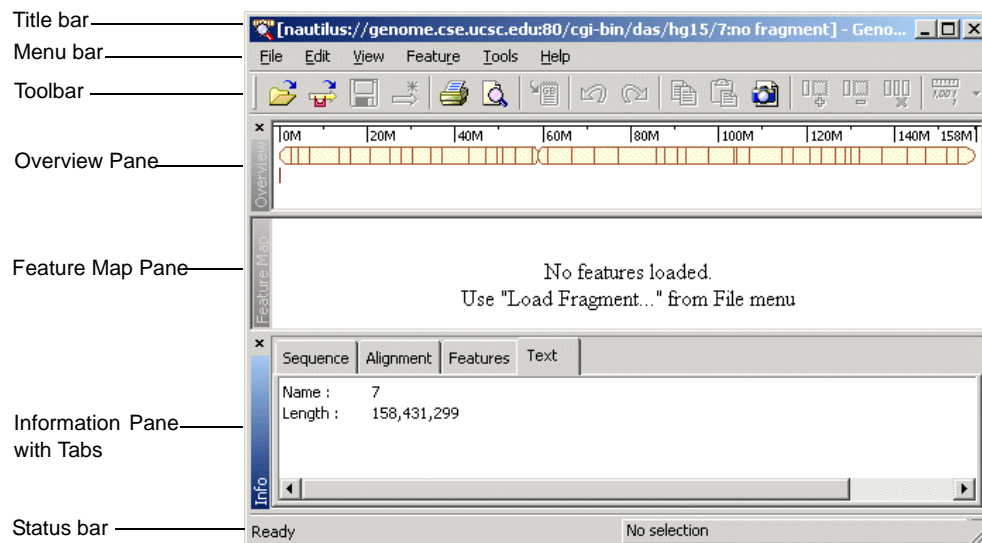 Title bar
[nautilus://genome.cse.ucsc.edu:80/cgi-bin/das/hg15/7:no fragment] - Geno...
Menu bar
File Edit View Feature Tools Help
Toolbar
GB
1,001
Overview Pane
Overview
0M 20M 40M 60M 80M 100M 120M 140M 158M
Feature Map Pane
Feature Map
No features loaded.
Use "Load Fragment..." from File menu
Sequence Alignment Features Text
Name : 7
Length : 158,431,299
Information Pane
with Tabs
Info
Status bar
Ready No selection